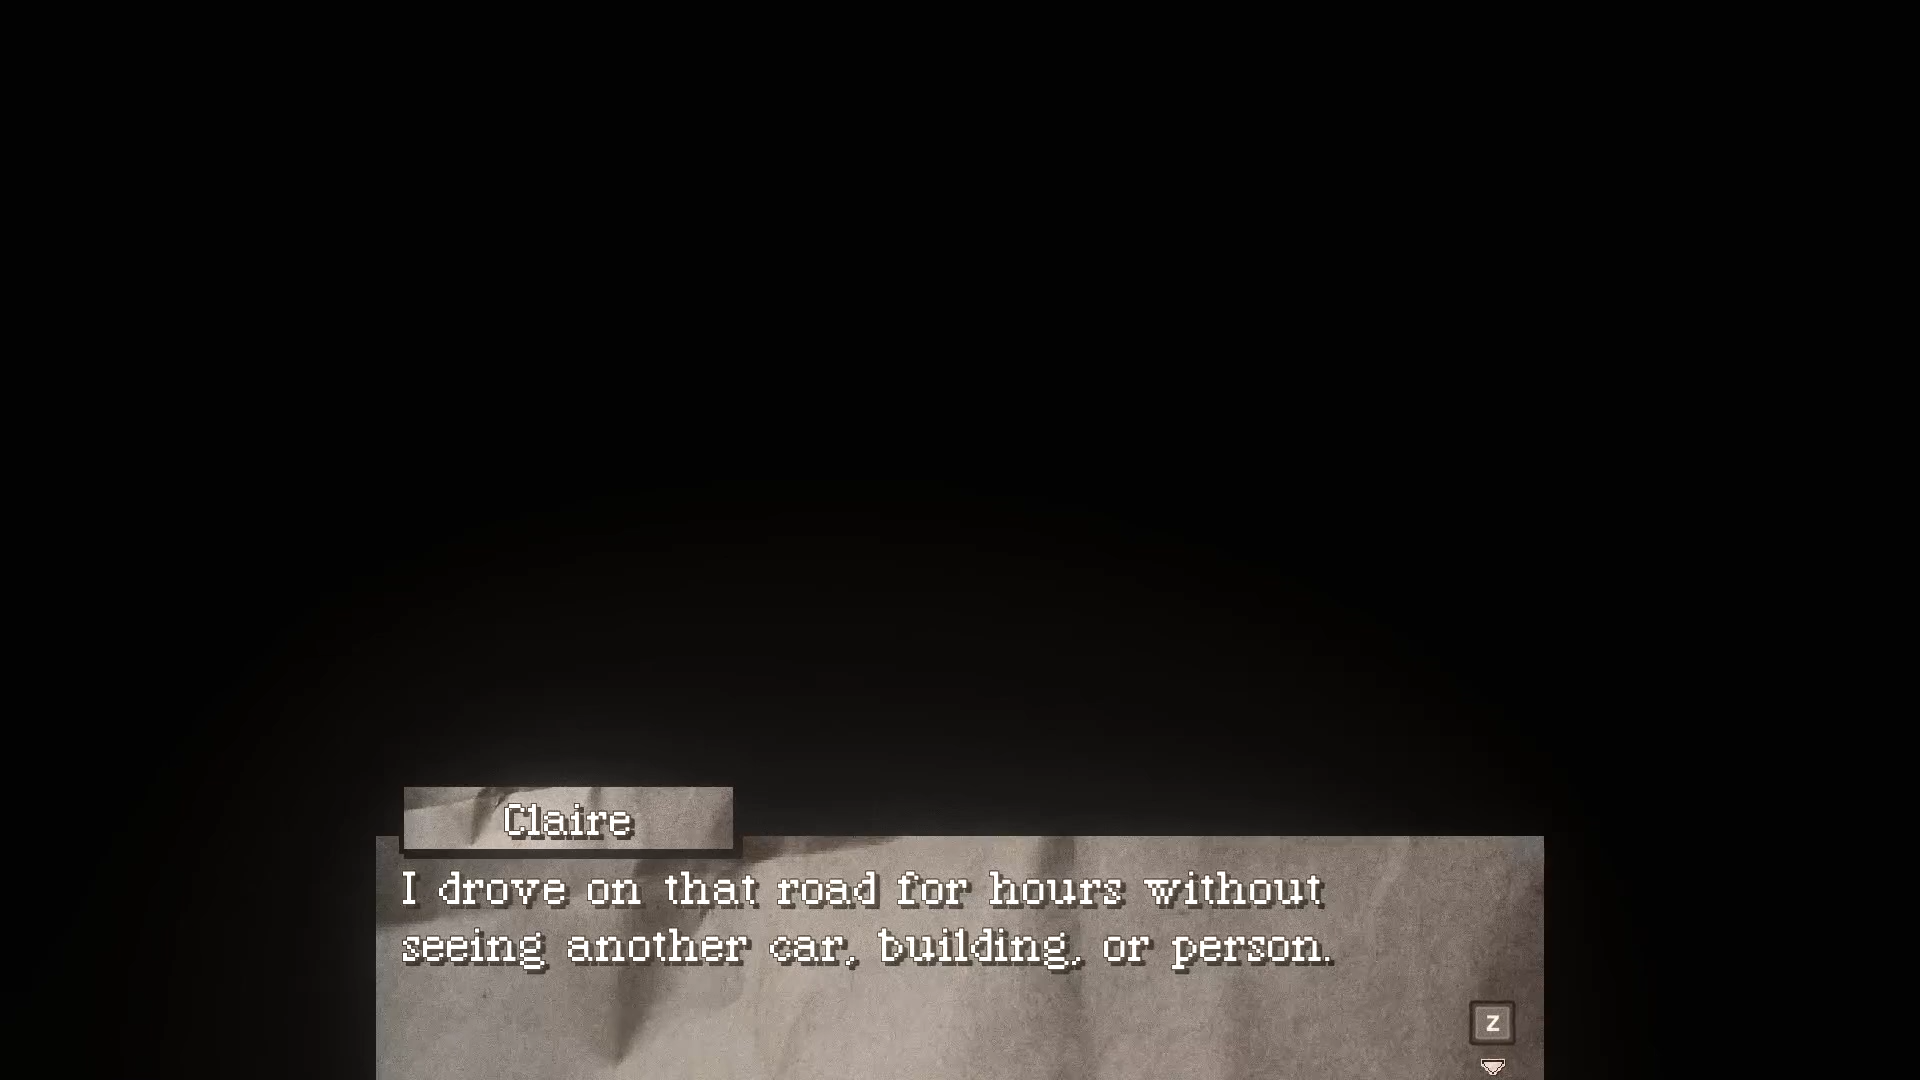 Claire
I drove on that road for hours without
seeing another car, building, or person.
Z